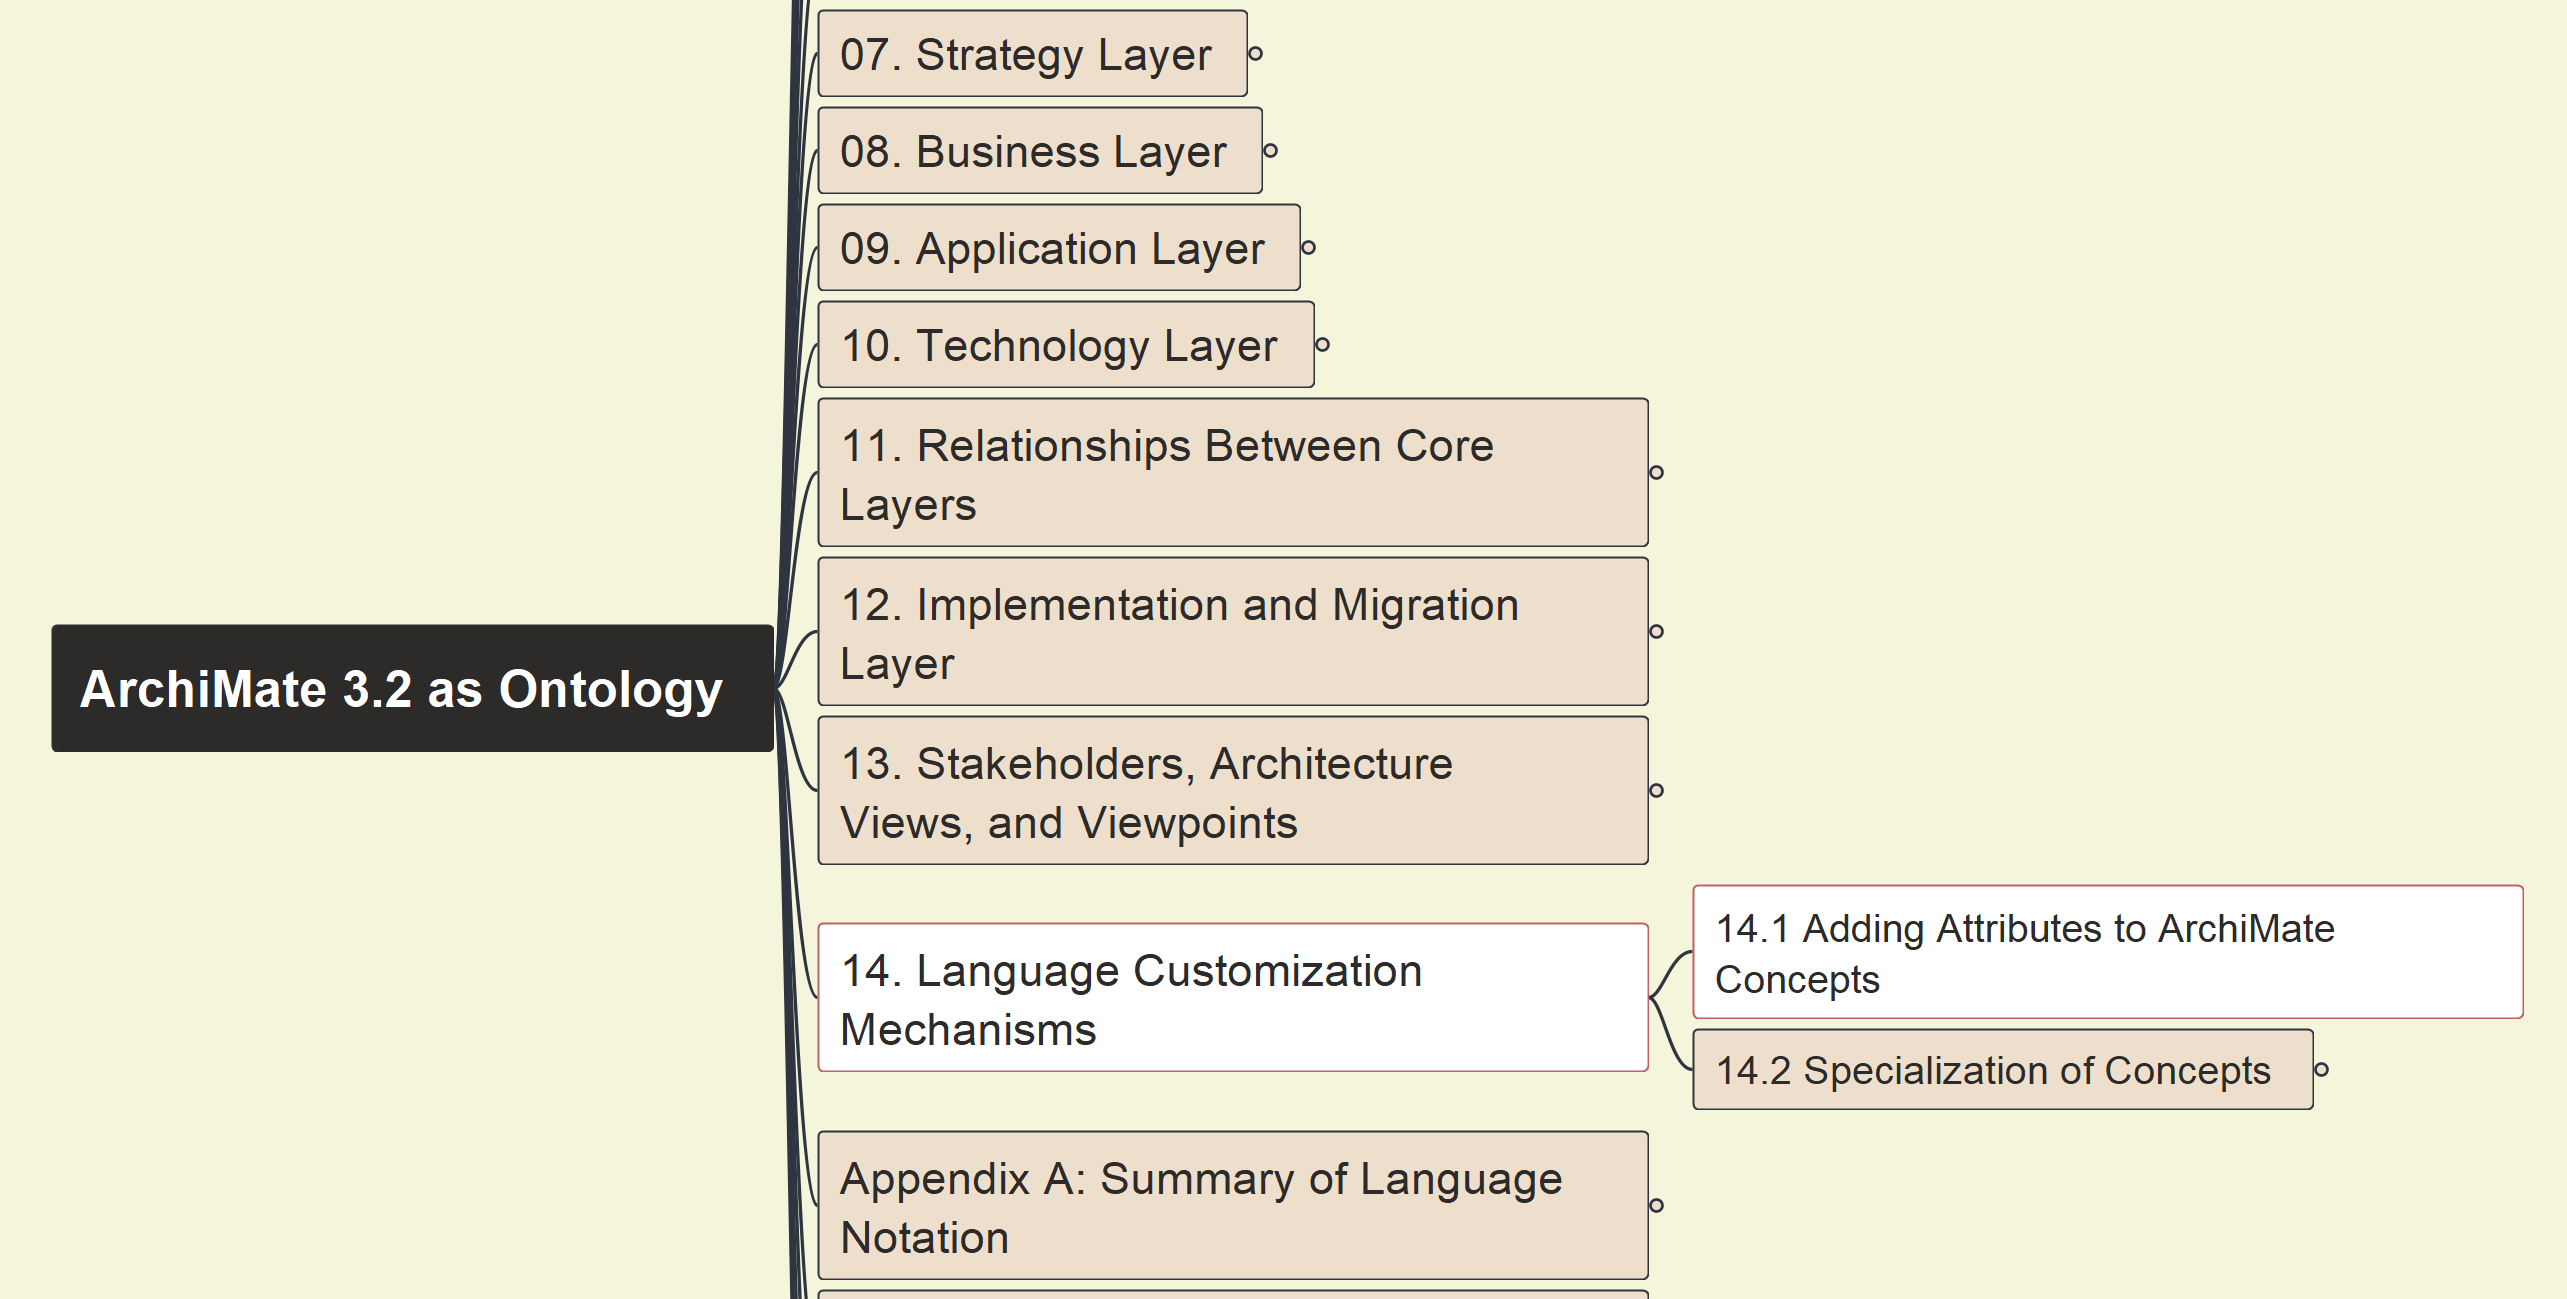 07. Strategy Layer
08. Business Layer
09. Application Layer
10. Technology Layer
11. Relationships Between Core
Layers
12. Implementation and Migration
Layer
ArchiMate 3.2 as Ontology
13. Stakeholders, Architecture
Views, and Viewpoints
14. Language Customization
Mechanisms
14.1 Adding Attributes to ArchiMate
Concepts
14.2 Specialization of Concepts
Appendix A: Summary of Language
Notation